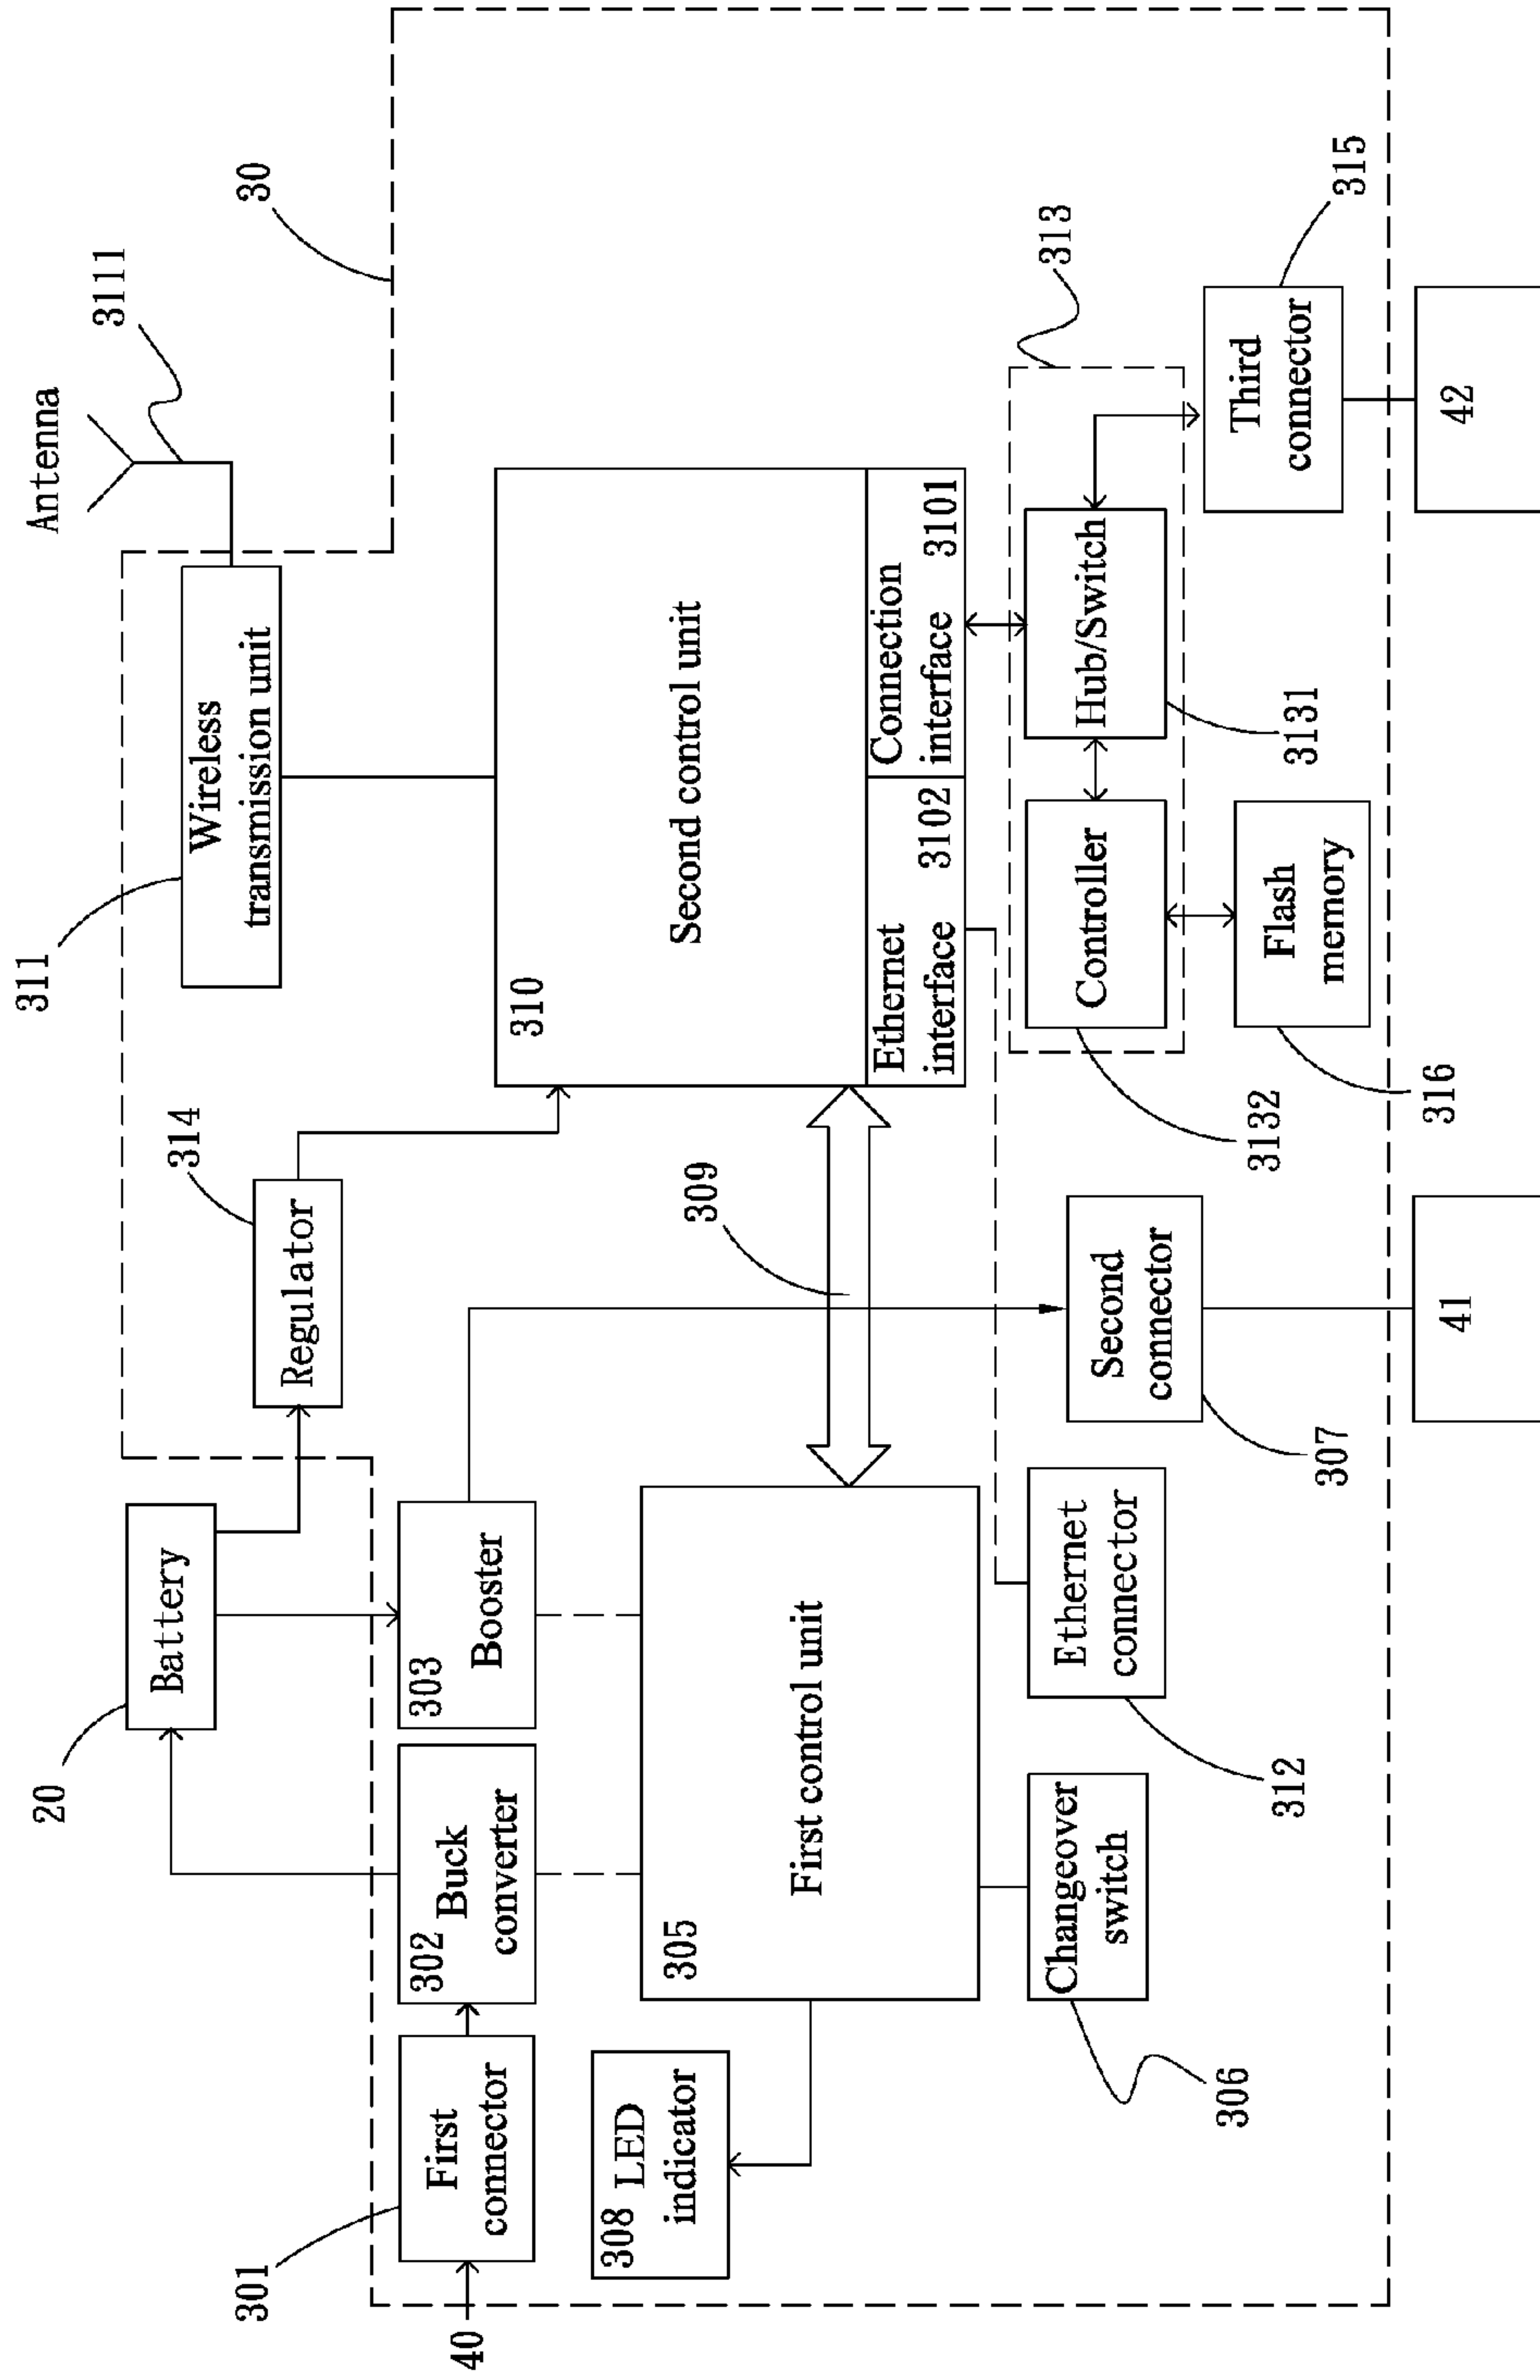 Antenna
3111
30
311
Wireless
transmission unit
314
Regulator
20
Battery
310
Second control unit
Ethernet
interface 3102
Connection
interface 3101
309
301
40
First
connector
302
Buck
converter
303
Booster
305
First control unit
308 LED
indicator
Changeover
switch
306
Ethernet
connector
312
Second
connector
307
41
313
Controller
3132
Hub/Switch
3131
Flash
memory
316
Third
connector
315
42